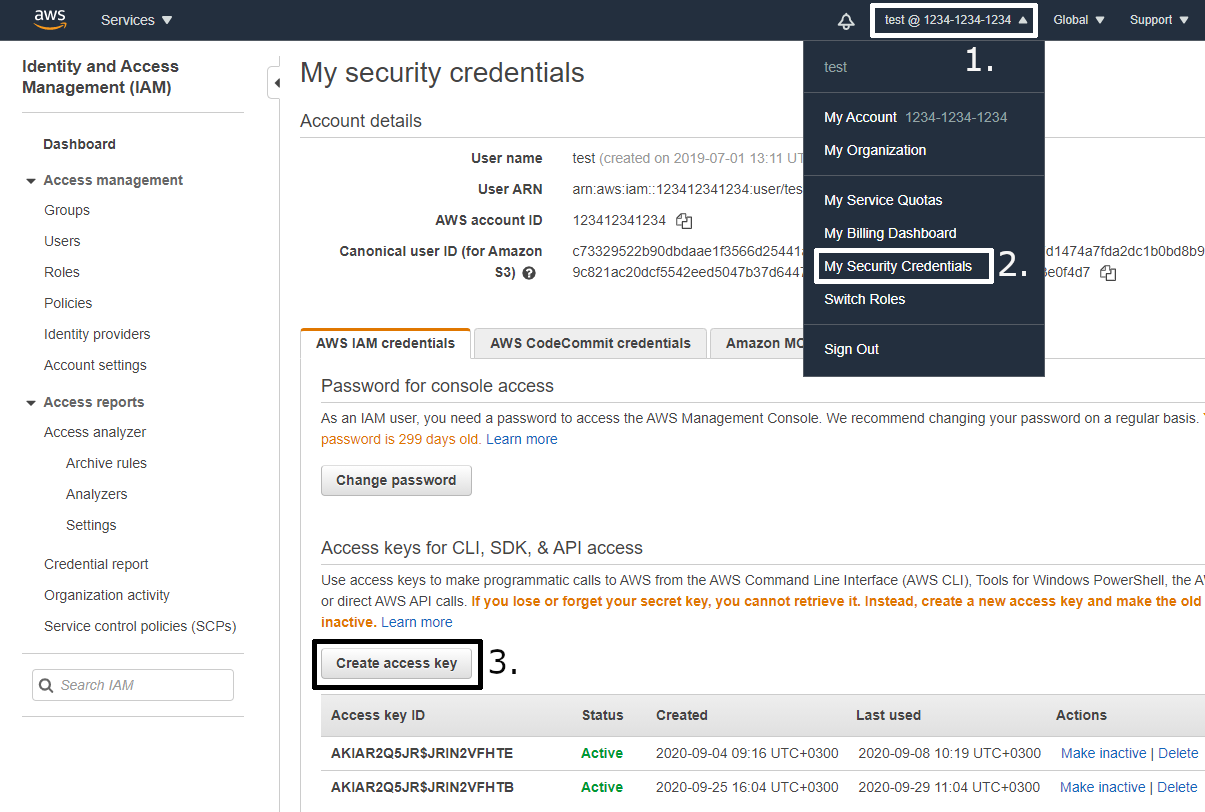 aws
Services
test @ 1234-1234-1234
Global
Support
1.
test
My Account 1234-1234-1234
My Organization
My Service Quotas
My Billing Dashboard
My Security Credentials
2.
Switch Roles
Sign Out
Identity and Access
Management (IAM)
Dashboard
Access management
Groups
Users
Roles
Policies
Identity providers
Account settings
Access reports
Access analyzer
Archive rules
Analyzers
Settings
Credential report
Organization activity
Service control policies (SCPs)
Search IAM
My security credentials
Account details
User name test (created on 2019-07-01 13:11
User ARN arn:aws:iam::123412341234:user/tes
AWS account ID 123412341234
Canonical user ID (for Amazon c73329522b90dbdaae1f3566d25441 d1474a7fda2dc1b0bd8b9
S3) 9c821ac20dcf5542eed5047b37d644 e0f4d7
AWS IAM credentials
AWS CodeCommit credentials
Amazon
Password for console access
As an IAM user, you need a password to access the AWS Management Console. We recommend changing your password on a regular basis.
password is 299 days old. Learn more
Change password
Access keys for CLI, SDK, & API access
Use access keys to make programmatic calls to AWS from the AWS Command Line Interface (AWS CLI), Tools for Windows PowerShell, the
or direct AWS API calls. If you lose or forget your secret key, you cannot retrieve it. Instead, create a new access key and make the old
inactive. Learn more
Create access key
3.
Access key ID Status Created Last used Actions
AKIAR2Q5JR$JRIN2VFHTE Active 2020-09-04 09:16 UTC+0300 2020-09-08 10:19 UTC+0300 Make inactive | Delete
AKIAR2Q5JR$JRIN2VFHTB Active 2020-09-25 16:04 UTC+0300 2020-09-29 11:04 UTC+0300 Make inactive | Delete